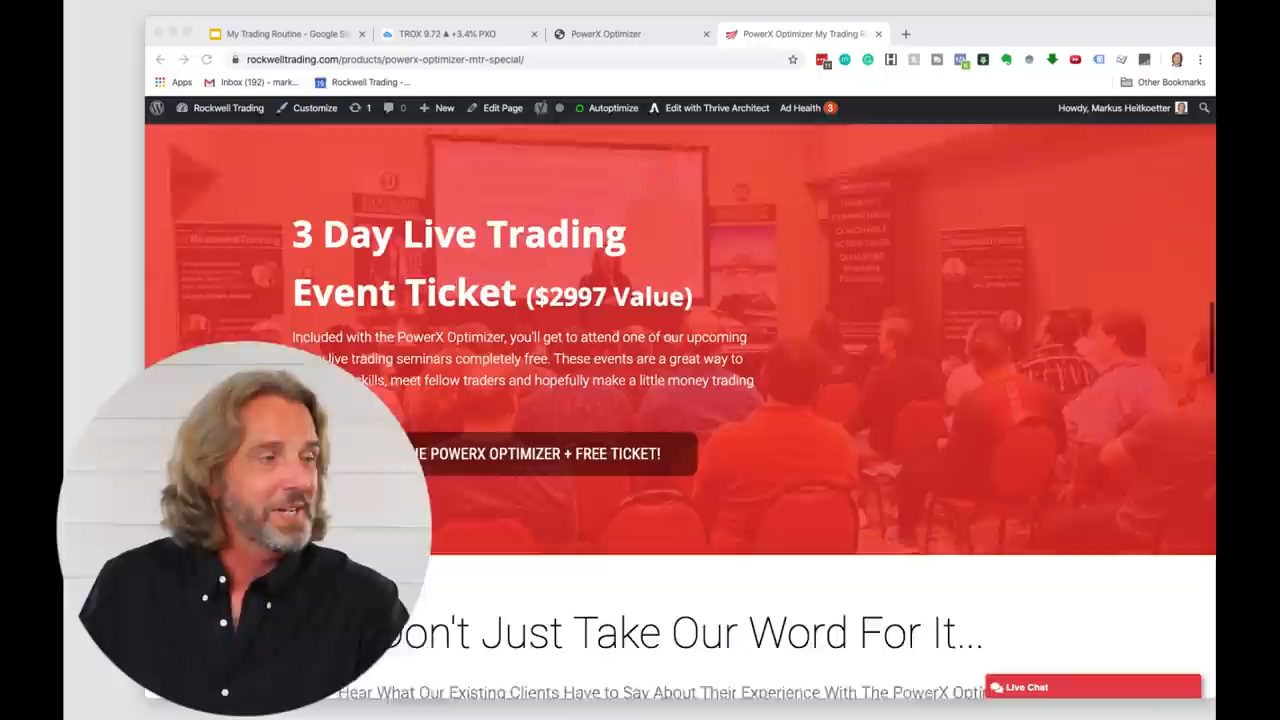 My Trading Routine - Google Sl
TROX 9.72 ▲ +3.4% PXO
PowerX Optimizer
PowerX Optimizer My Trading R
rockwelltrading.com/products/powerx-optimizer-mtr-special/
Apps
Inbox (192) - mark...
Rockwell Trading -...
Other Bookmarks
Rockwell Trading
Customize
1
0
New
Edit Page
Autoptimize
Edit with Thrive Architect
Ad Health 3
Howdy, Markus Heitkoetter
3 Day Live Trading
Event Ticket ($2997 Value)
Included with the PowerX Optimizer, you'll get to attend one of our upcoming
live trading seminars completely free. These events are a great way to
skills, meet fellow traders and hopefully make a little money trading
POWERX OPTIMIZER + FREE TICKET!
Don't Just Take Our Word For It...
Hear What Our Existing Clients Have to Say About Their Experience With The PowerX Opti
Live Chat